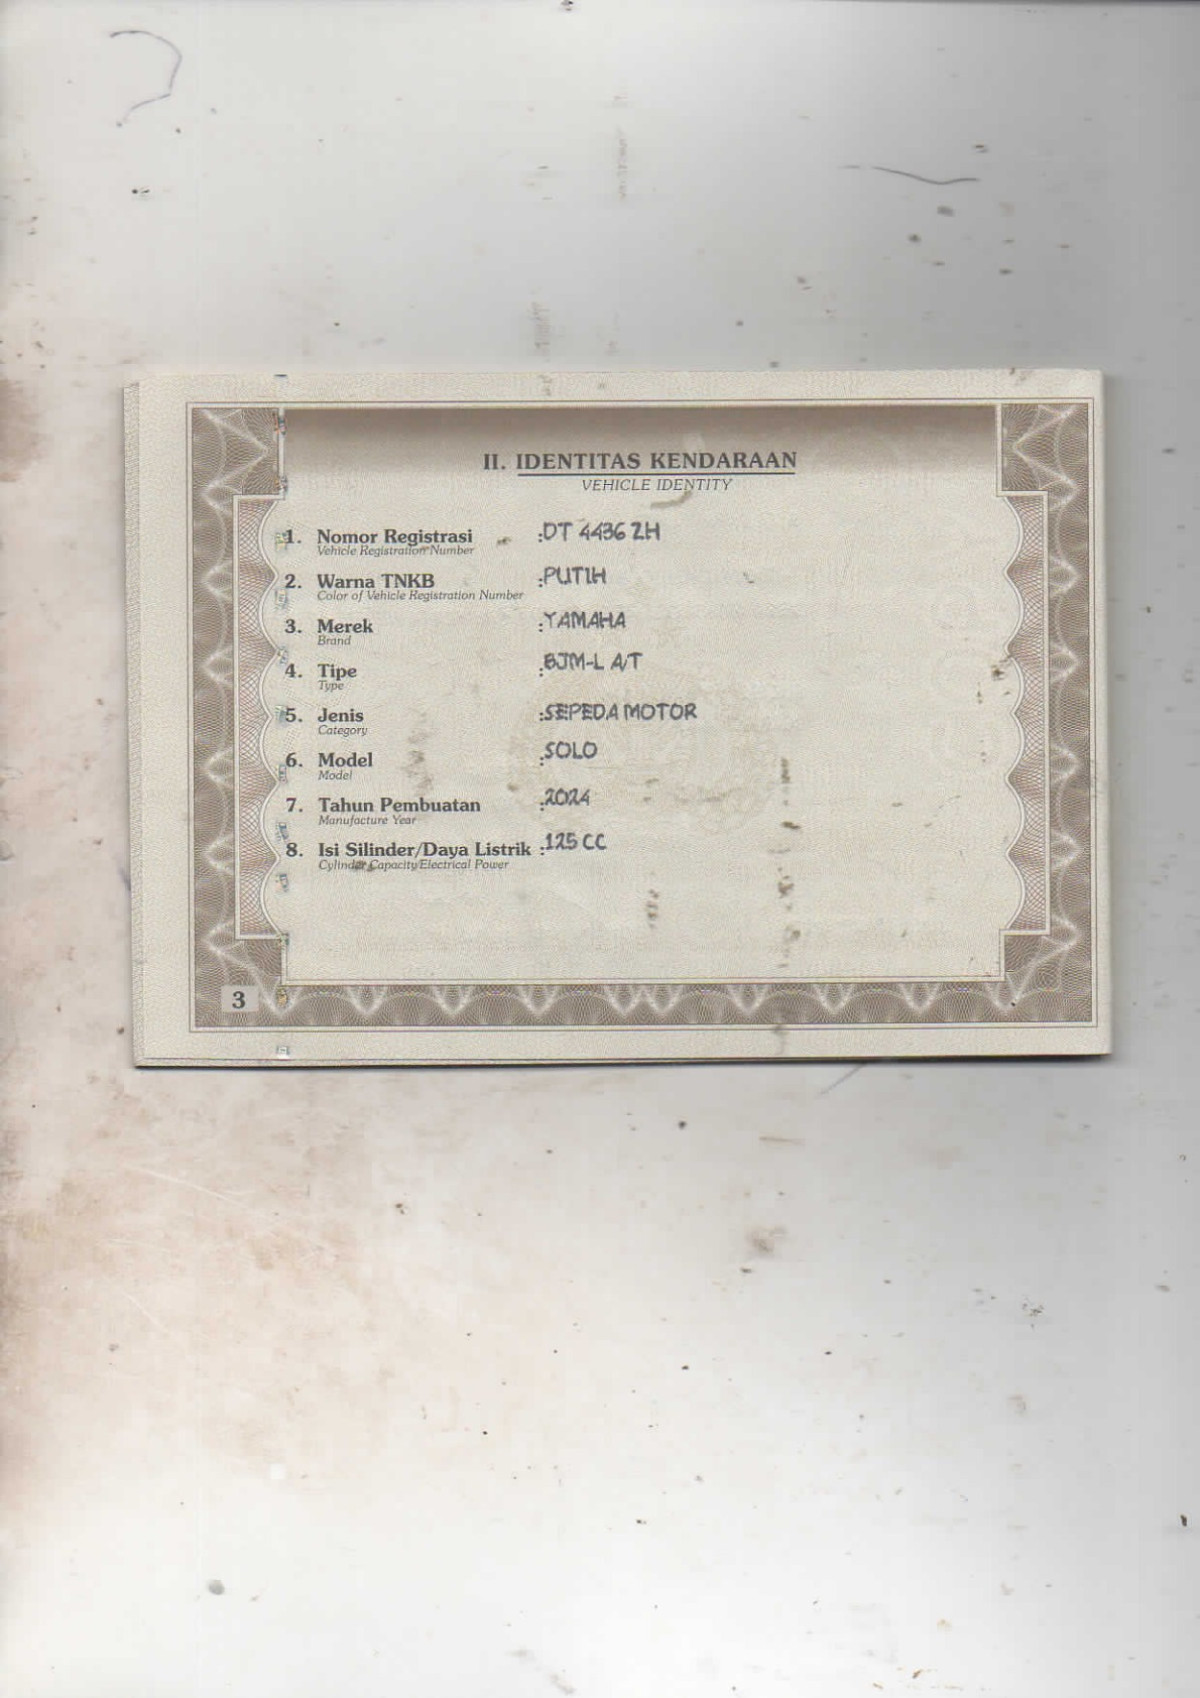 II. IDENTITAS KENDARAAN
VEHICLE IDENTITY
1. Nomor Registrasi :DT 4436 ZH
Vehicle Registration Number
2. Warna TNKB :PUTIH
Color of Vehicle Registration Number
3. Merek :YAMAHA
Brand
4. Tipe :BJM-L A/T
Type
5. Jenis :SEPEDA MOTOR
Category
6. Model :SOLO
Model
7. Tahun Pembuatan :2024
Manufacture Year
8. Isi Silinder/Daya Listrik :125 CC
Cylinder Capacity/Electrical Power
3